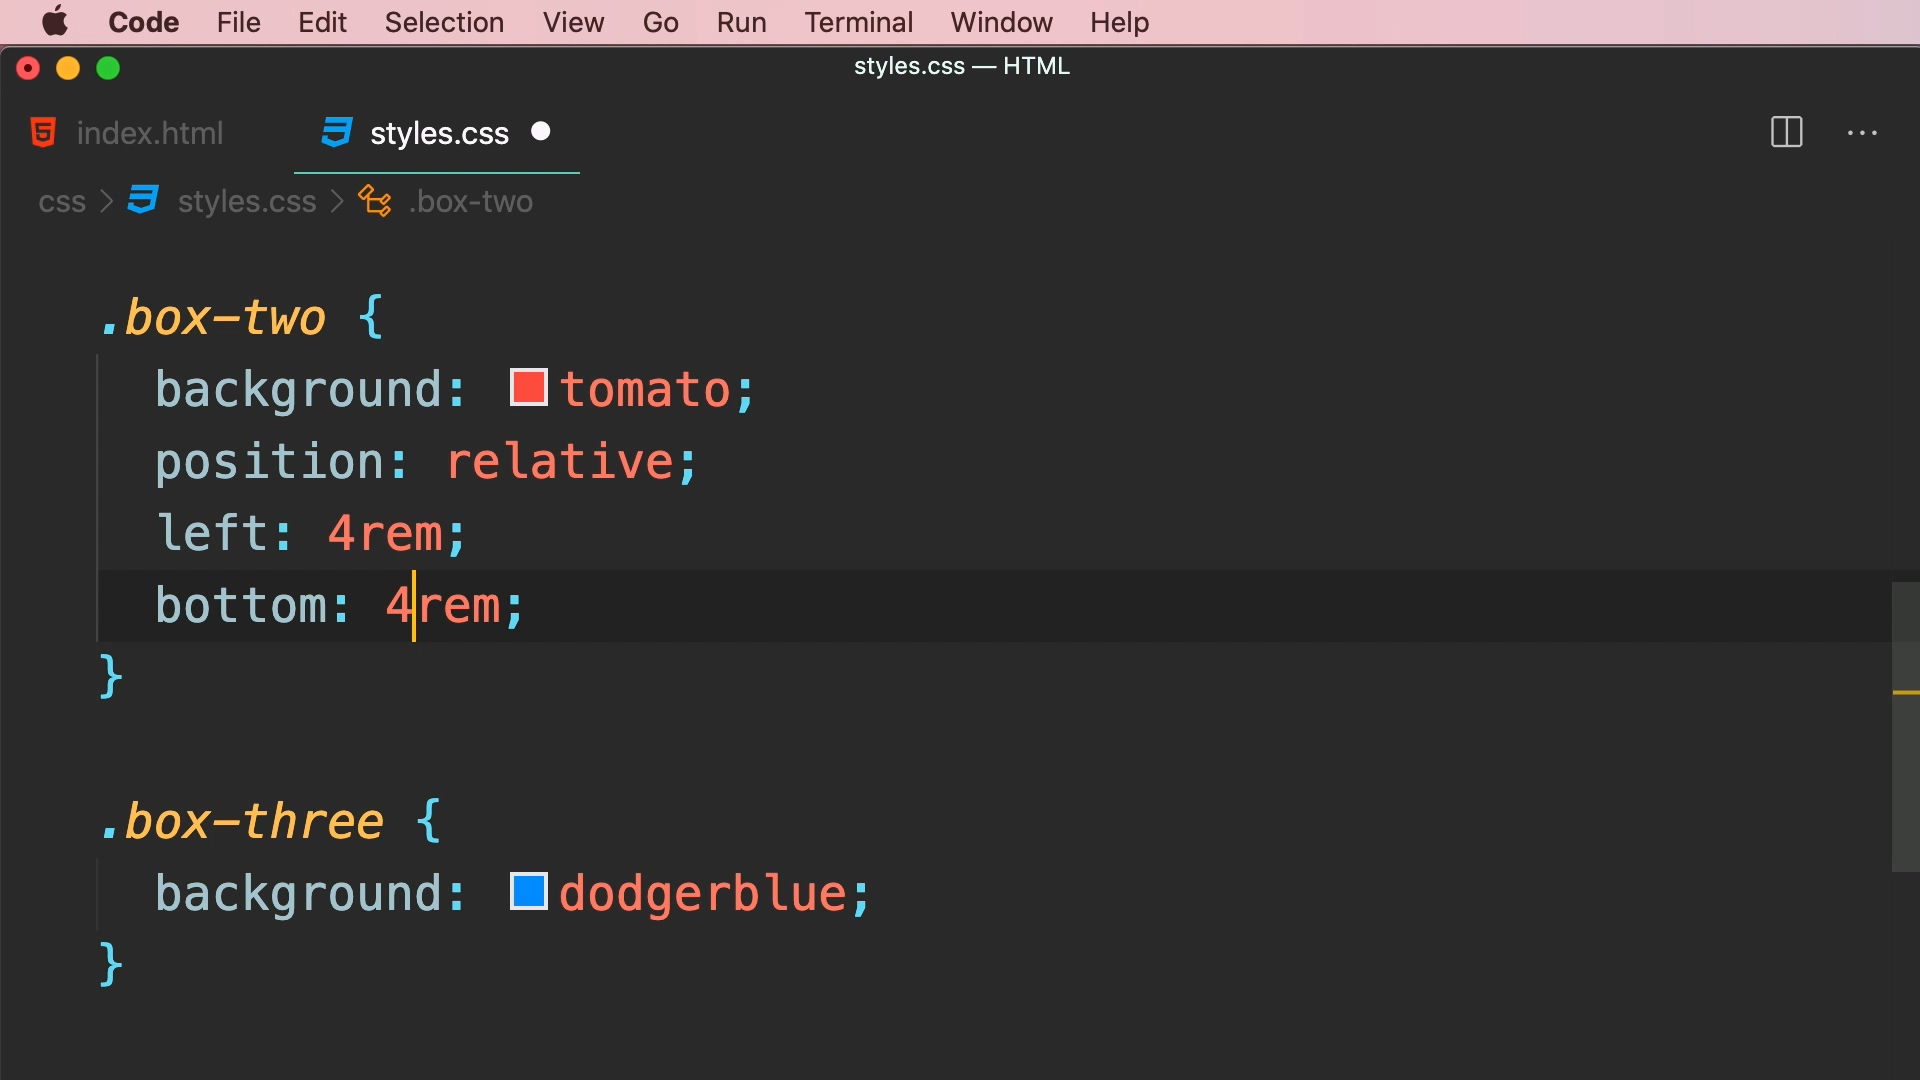 Code File Edit Selection View Go Run Terminal Window Help
styles.css — HTML
index.html styles.css
css > styles.css > .box-two
.box-two {
background: tomato;
position: relative;
left: 4rem;
bottom: 4rem;
}
.box-three {
background: dodgerblue;
}